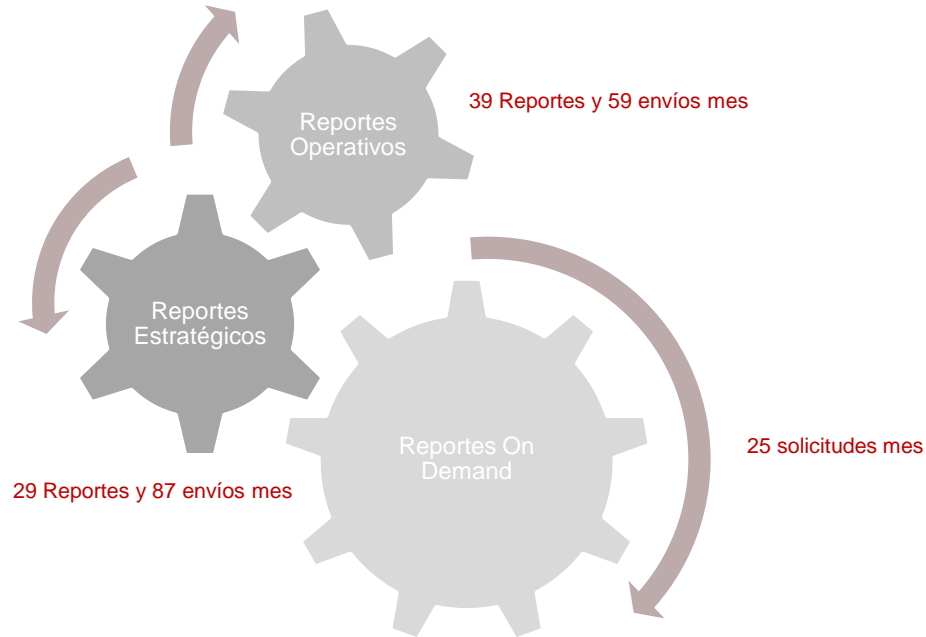 39 Reportes y 59 envíos mes
Reportes
Operativos
Reportes
Estratégicos
Reportes On
Demand
25 solicitudes mes
29 Reportes y 87 envíos mes